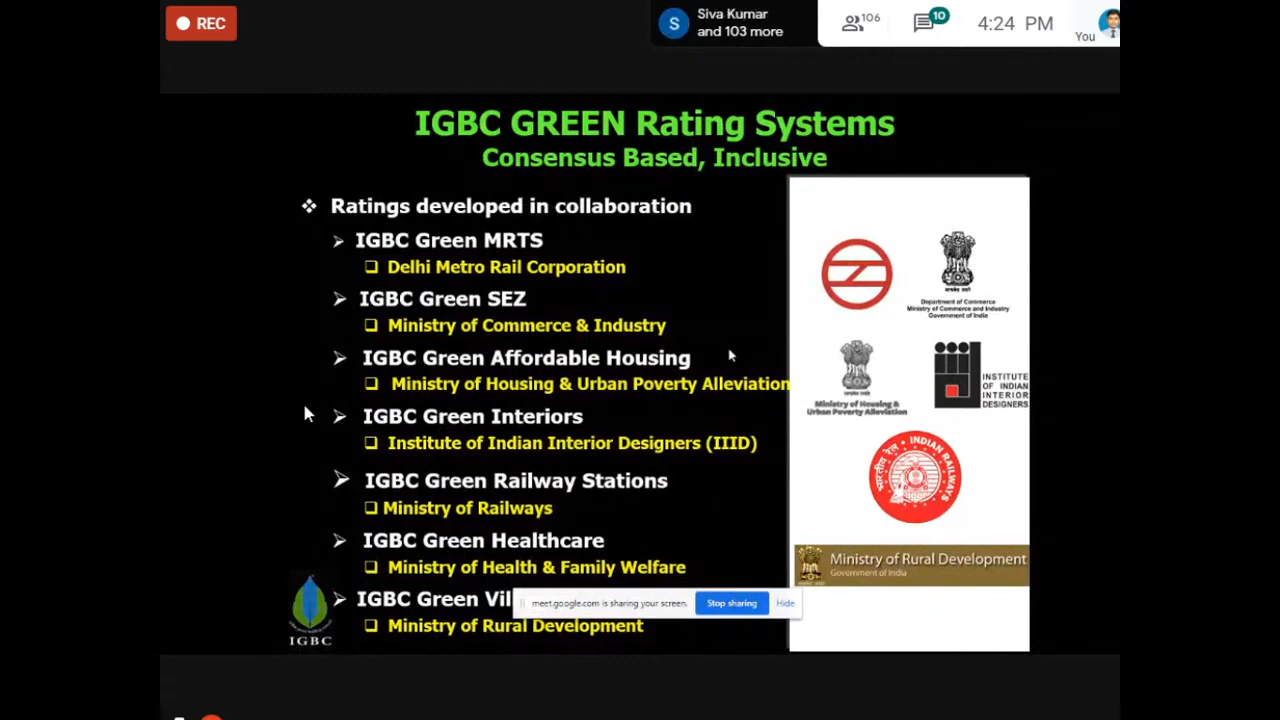 REC
Siva Kumar
and 103 more
106
10
4:24 PM
You
S
IGBC GREEN Rating Systems
Consensus Based, Inclusive
Ratings developed in collaboration
IGBC Green MRTS
Delhi Metro Rail Corporation
IGBC Green SEZ
Ministry of Commerce & Industry
IGBC Green Affordable Housing
Ministry of Housing & Urban Poverty Alleviation
IGBC Green Interiors
Institute of Indian Interior Designers (IIID)
IGBC Green Railway Stations
Ministry of Railways
IGBC Green Healthcare
Ministry of Health & Family Welfare
IGBC Green Vil
Ministry of Rural Development
IGBC
meet.google.com is sharing your screen.
Stop sharing
Hide
Department of Commerce
Ministry of Commerce and Industry
Government of India
Ministry of Housing &
Urban Poverty Alleviation
INSTITUTE
OF INDIAN
INTERIOR
DESIGNERS
भारतीय रेल
INDIAN RAILWAYS
Ministry of Rural Development
Government of India